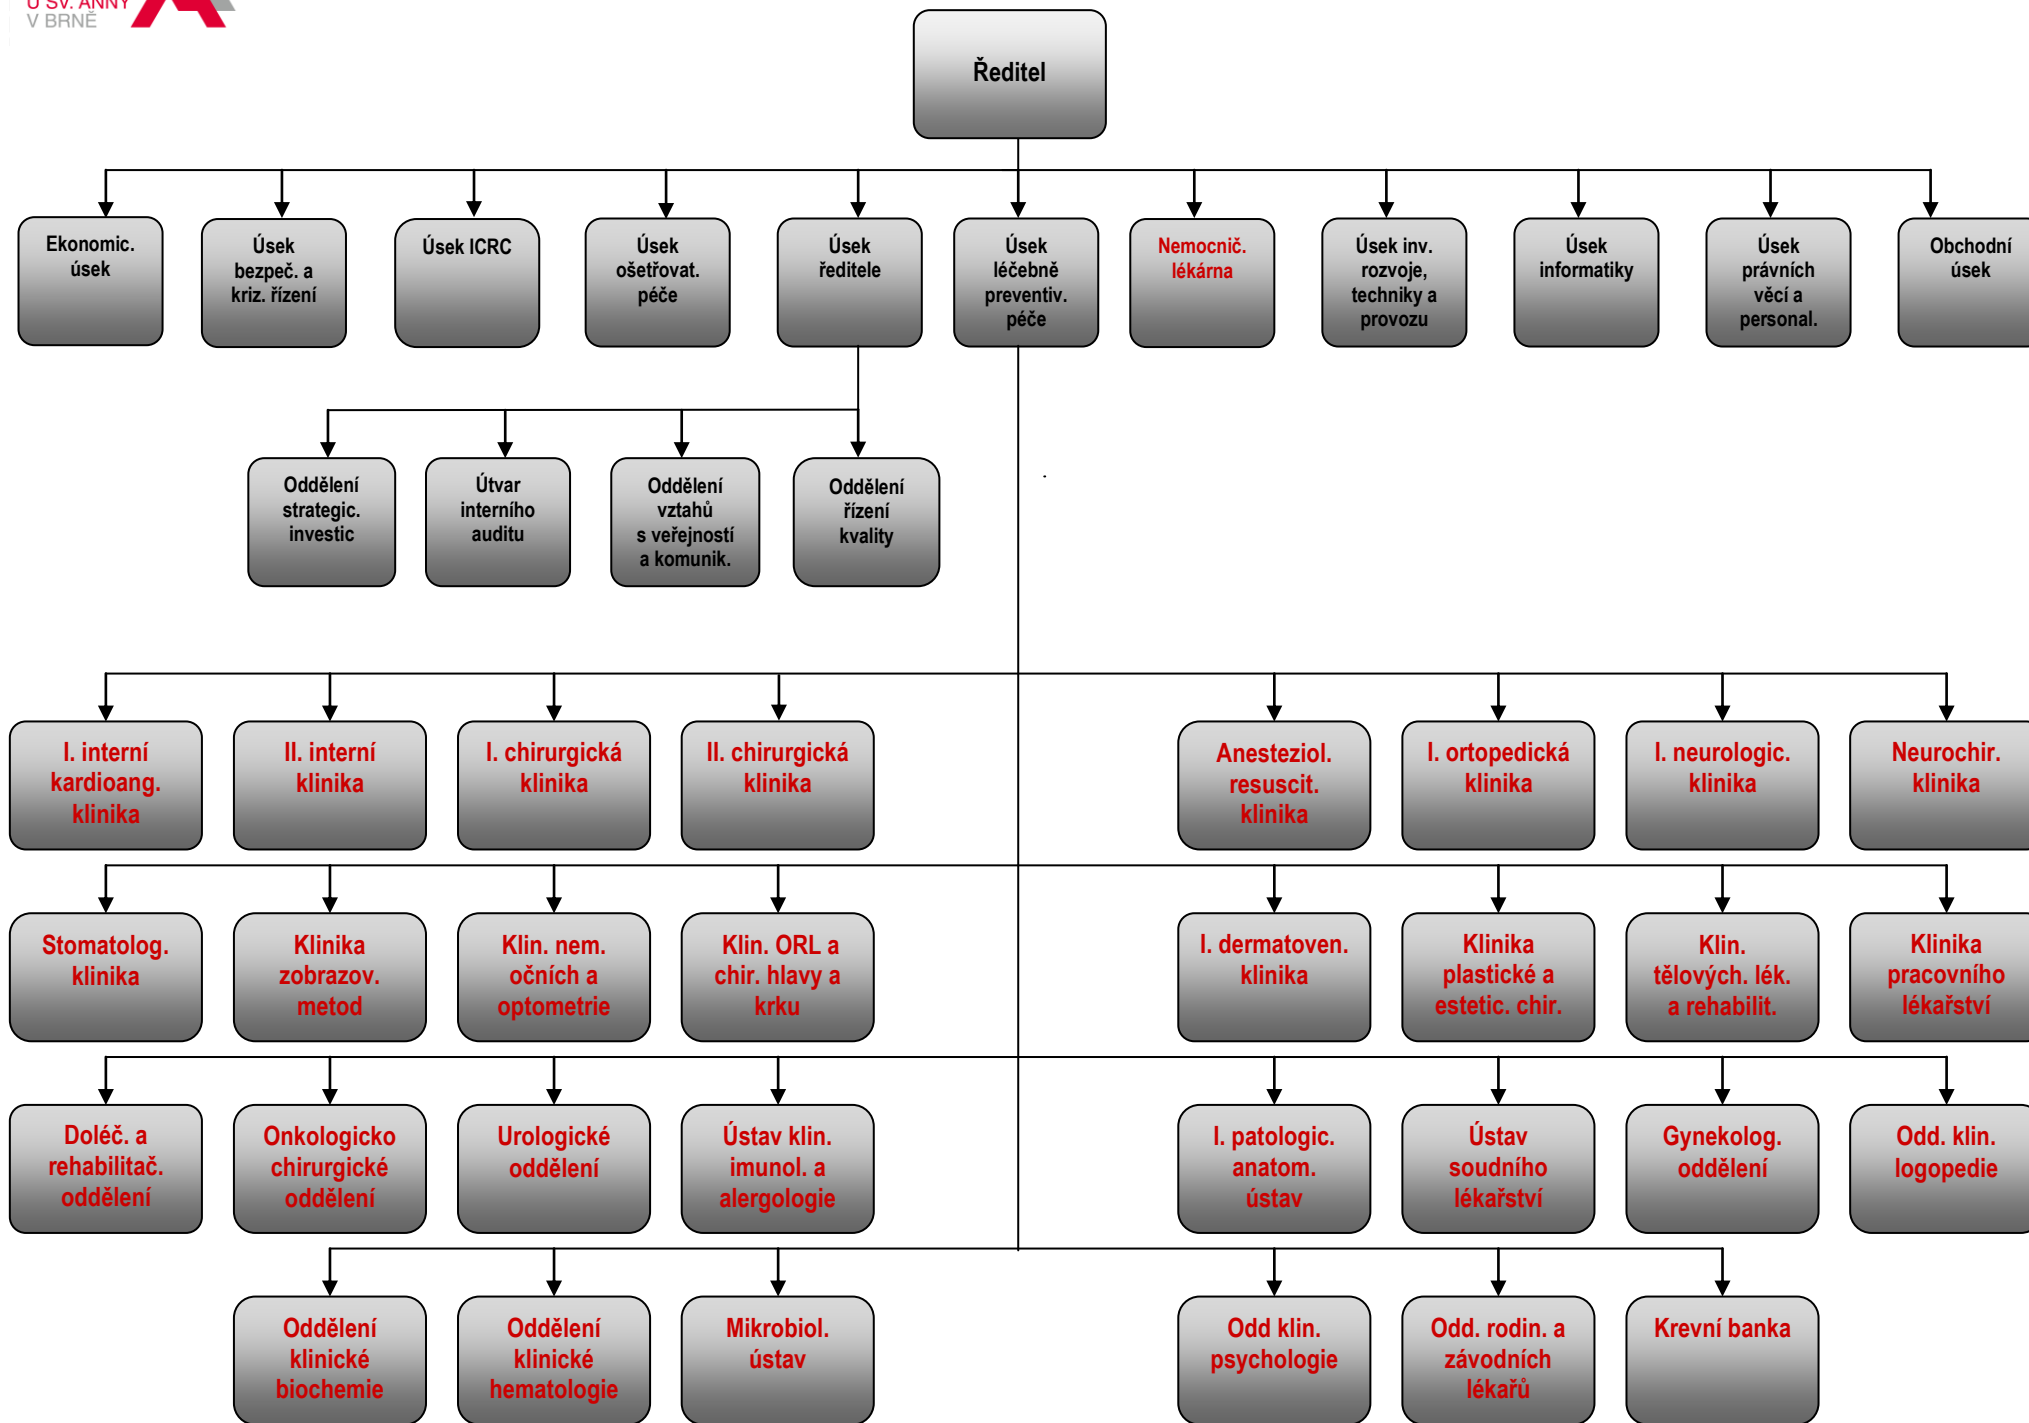 U SV. ANNY
V BRNĚ
Ředitel
Ekonomic.
úsek
Úsek
bezpeč. a
kriz. řízení
Úsek ICRC
Úsek
ošetřovat.
péče
Úsek
ředitele
Úsek
léčebně
preventiv.
péče
Nemocnič.
lékárna
Úsek inv.
rozvoje,
techniky a
provozu
Úsek
informatiky
Úsek
právních
věcí a
personal.
Obchodní
úsek
Oddělení
strategic.
investic
Útvar
interního
auditu
Oddělení
vztahů
s veřejností
a komunik.
Oddělení
řízení
kvality
I. interní
kardioang.
klinika
II. interní
klinika
I. chirurgická
klinika
II. chirurgická
klinika
Anesteziol.
resuscit.
klinika
I. ortopedická
klinika
I. neurologic.
klinika
Neurochir.
klinika
Stomatolog.
klinika
Klinika
zobrazov.
metod
Klin. nem.
očních a
optometrie
Klin. ORL a
chir. hlavy a
krku
I. dermatoven.
klinika
Klinika
plastické a
estetic. chir.
Klin.
tělových. lék.
a rehabilit.
Klinika
pracovního
lékařství
Doléč. a
rehabilitač.
oddělení
Onkologicko
chirurgické
oddělení
Urologické
oddělení
Ústav klin.
imunol. a
alergologie
I. patologic.
anatom.
ústav
Ústav
soudního
lékařství
Gynekolog.
oddělení
Odd. klin.
logopedie
Oddělení
klinické
biochemie
Oddělení
klinické
hematologie
Mikrobiol.
ústav
Odd klin.
psychologie
Odd. rodin. a
závodních
lékařů
Krevní banka